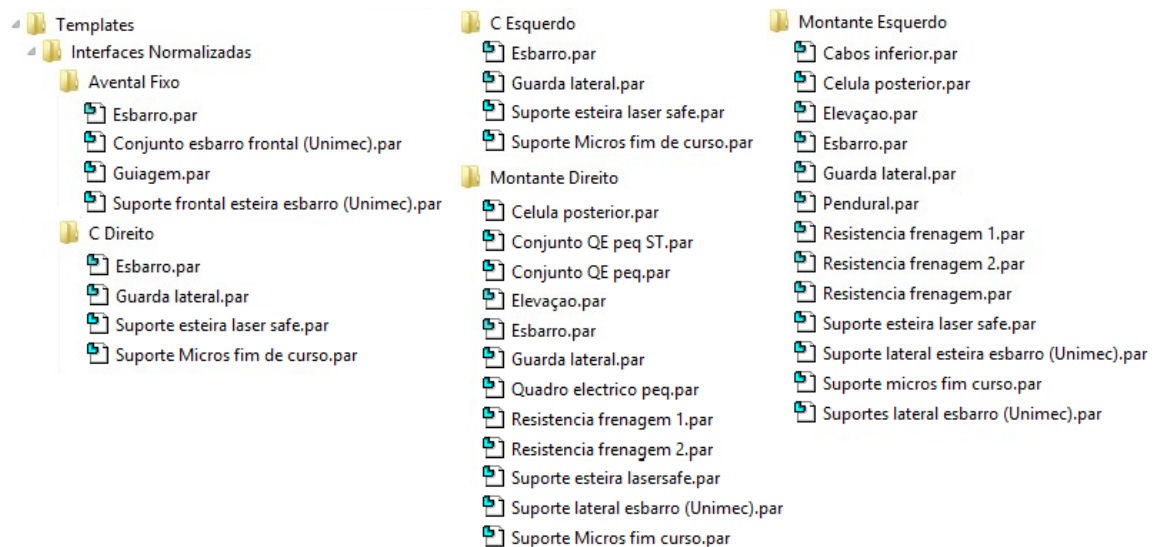 Templates
Interfaces Normalizadas
Avental Fixo
Esbarro.par
Conjunto esbarro frontal (Unimec).par
Guiagem.par
Suporte frontal esteira esbarro (Unimec).par
C Direito
Esbarro.par
Guarda lateral.par
Suporte esteira laser safe.par
Suporte Micros fim de curso.par
C Esquerdo
Esbarro.par
Guarda lateral.par
Suporte esteira laser safe.par
Suporte Micros fim de curso.par
Montante Direito
Celula posterior.par
Conjunto QE peq ST.par
Conjunto QE peq.par
Elevaçao.par
Esbarro.par
Guarda lateral.par
Quadro electrico peq.par
Resistencia frenagem 1.par
Resistencia frenagem 2.par
Suporte esteira lasersafe.par
Suporte lateral esbarro (Unimec).par
Suporte Micros fim curso.par
Montante Esquerdo
Cabos inferior.par
Celula posterior.par
Elevaçao.par
Esbarro.par
Guarda lateral.par
Pendural.par
Resistencia frenagem 1.par
Resistencia frenagem 2.par
Resistencia frenagem.par
Suporte esteira laser safe.par
Suporte lateral esteira esbarro (Unimec).par
Suporte micros fim curso.par
Suportes lateral esbarro (Unimec).par